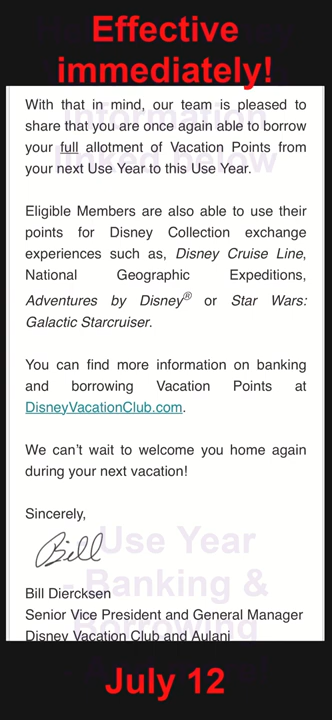 Effective
immediately!
With that in mind, our team is pleased to
share that you are once again able to borrow
your full allotment of Vacation Points from
your next Use Year to this Use Year.
Eligible Members are also able to use their
points for Disney Collection exchange
experiences such as, Disney Cruise Line,
National Geographic Expeditions,
Adventures by Disney® or Star Wars:
Galactic Starcruiser.
You can find more information on banking
and borrowing Vacation Points at
DisneyVacationClub.com.
We can't wait to welcome you home again
during your next vacation!
Sincerely,
Bill
Use Year
- Banking &
Borrowing
Bill Diercksen
Senior Vice President and General Manager
Disney Vacation Club and Aulani
July 12